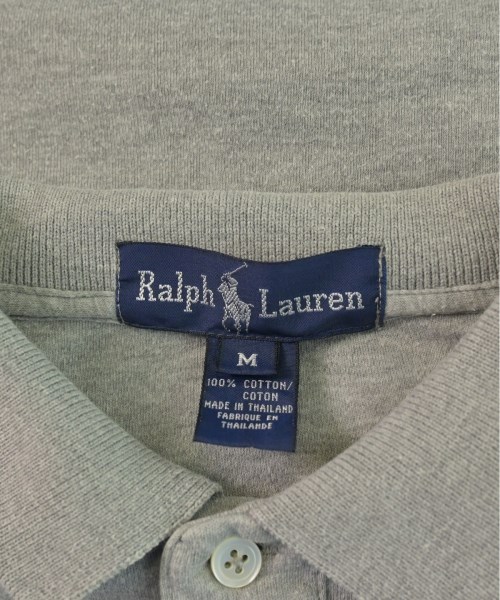 Ralph Lauren
M
100% COTTON/
COTON
MADE IN THAILAND
FABRIQUE EN
THAILANDE